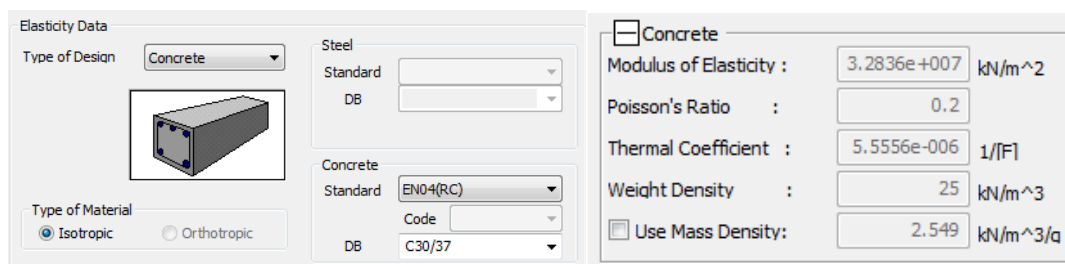 Elasticity Data
Type of Design Concrete
Steel
Standard
DB
Concrete
Standard EN04(RC)
Code
DB C30/37
Type of Material
Isotropic Orthotropic
Concrete
Modulus of Elasticity : 3.2836e+007 kN/m^2
Poisson's Ratio : 0.2
Thermal Coefficient : 5.5556e-006 1/[F]
Weight Density : 25 kN/m^3
Use Mass Density: 2.549 kN/m^3/g